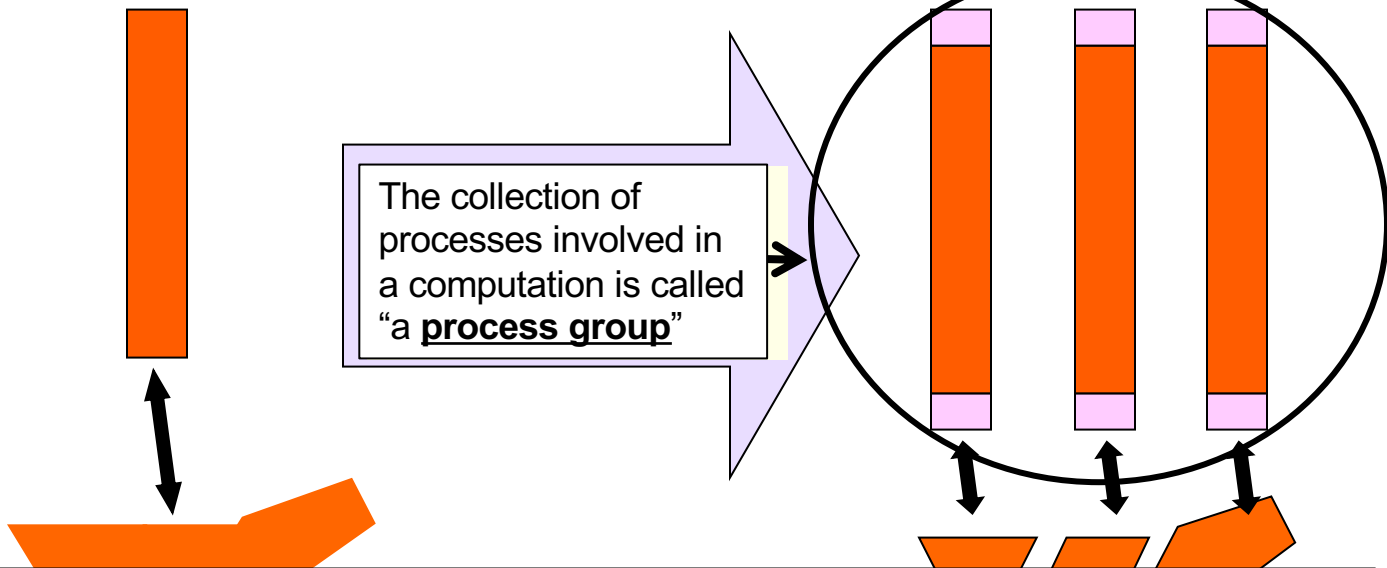 The collection of
processes involved in
a computation is called
“a process group”